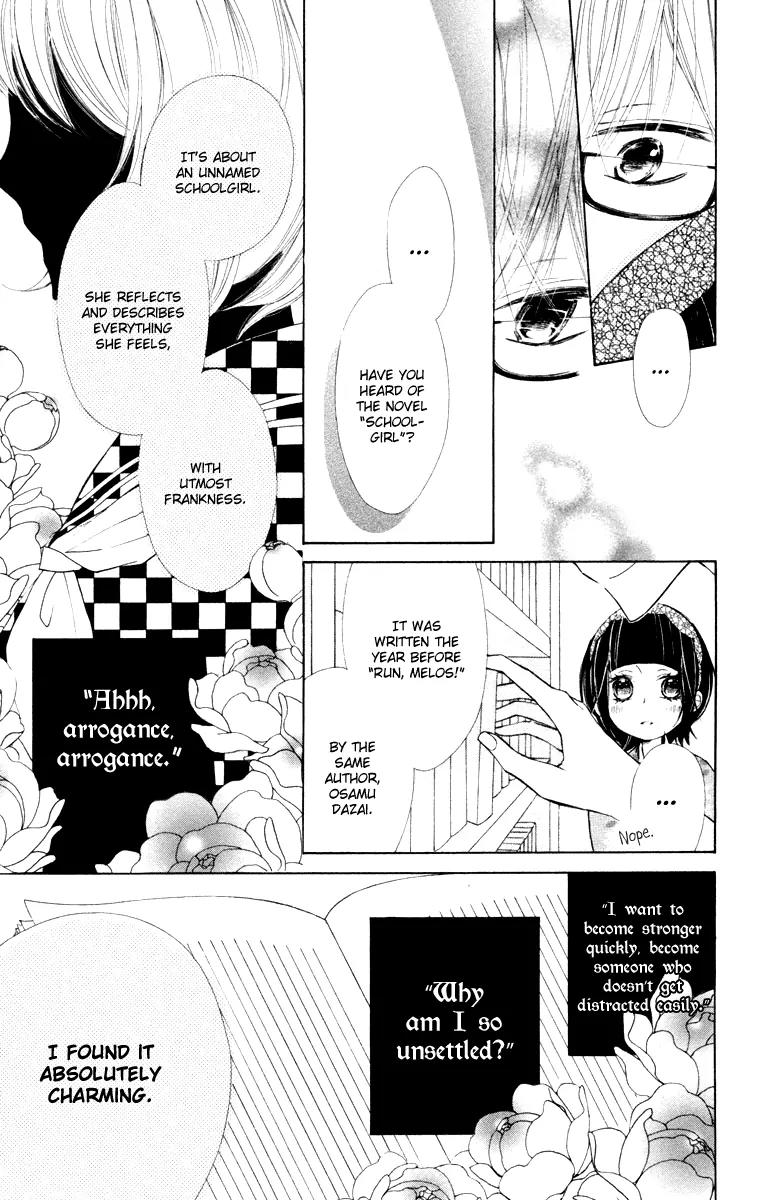 ...
...
HAVE YOU
HEARD OF
THE NOVEL
"SCHOOL-
GIRL"?
IT'S ABOUT
AN UNNAMED
SCHOOLGIRL.
SHE REFLECTS
AND DESCRIBES
EVERYTHING
SHE FEELS,
WITH
UTMOST
FRANKNESS.
"Ahhh,
arrogance,
arrogance."
...
Nope.
IT WAS
WRITTEN THE
YEAR BEFORE
"RUN, MELOS!"
BY THE
SAME
AUTHOR,
OSAMU
DAZAI.
"I want to
become stronger
quickly, become
someone who
doesn't get
distracted easily."
"Why
am I so
unsettled?"
I FOUND IT
ABSOLUTELY
CHARMING.